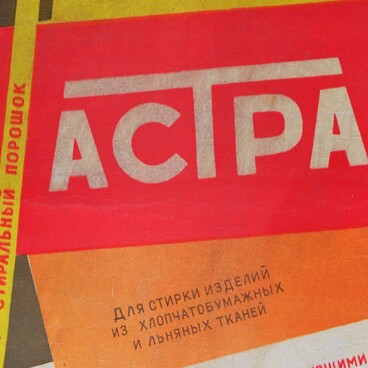 СТИРАЛЬНЫЙ ПОРОШОК
АСТРА
ДЛЯ СТИРКИ ИЗДЕЛИЙ
ИЗ ХЛОПЧАТОБУМАЖНЫХ
И ЛЬНЯНЫХ ТКАНЕЙ